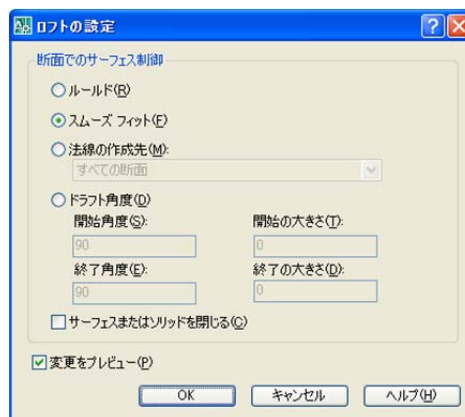 ロフトの設定
断面でのサーフェス制御
ルールド(R)
スムーズ フィット(F)
法線の作成先(M):
すべての断面
ドラフト角度(D)
開始角度(S): 開始の大きさ(T):
90 0
終了角度(E): 終了の大きさ(D):
90 0
サーフェスまたはソリッドを閉じる(C)
変更をプレビュー(P)
OK キャンセル ヘルプ(H)